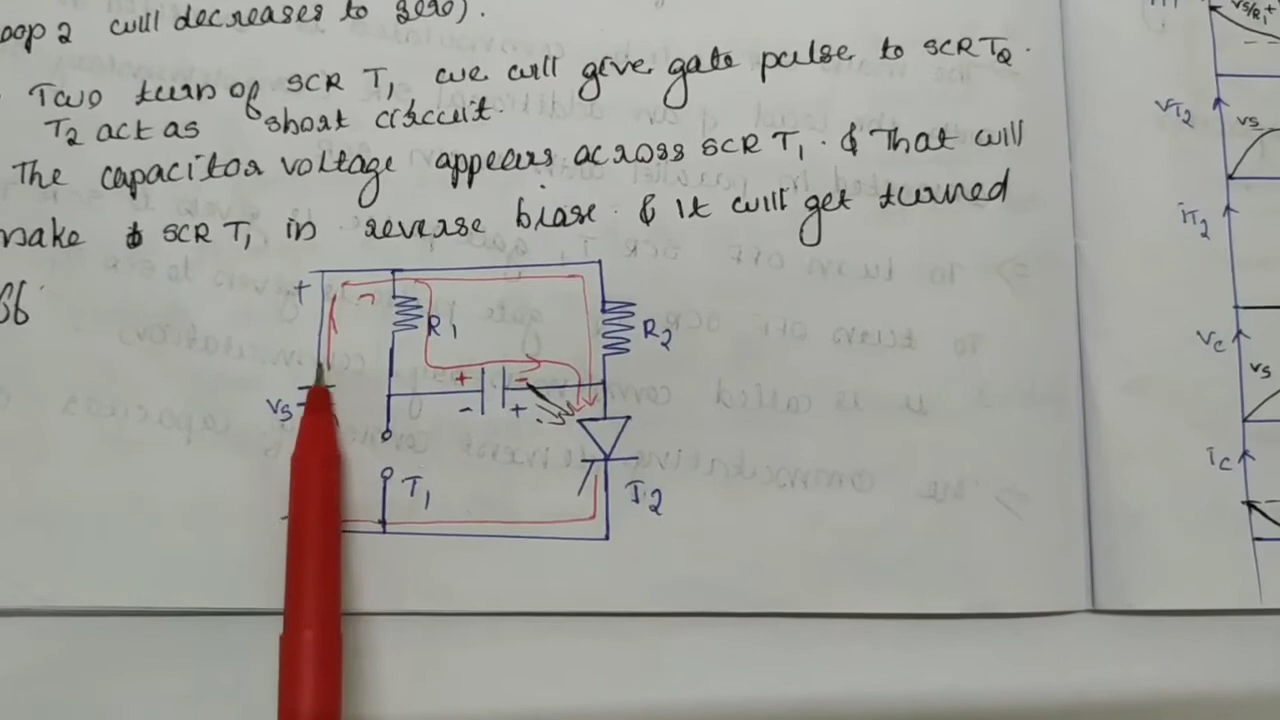 oop 2 will decreases to zero).
Two turn of SCR T1 we will give gate pulse to SCR T2.
T2 act as short circuit.
The capacitor voltage appears across SCR T1. & That will
make SCR T1 in reverse biase. & It will get turned
+
R1
R2
Vs
+ -
- +
T1
T2
Vs/R1+
VT2
Vs
iT2
Vc
Vs
ic